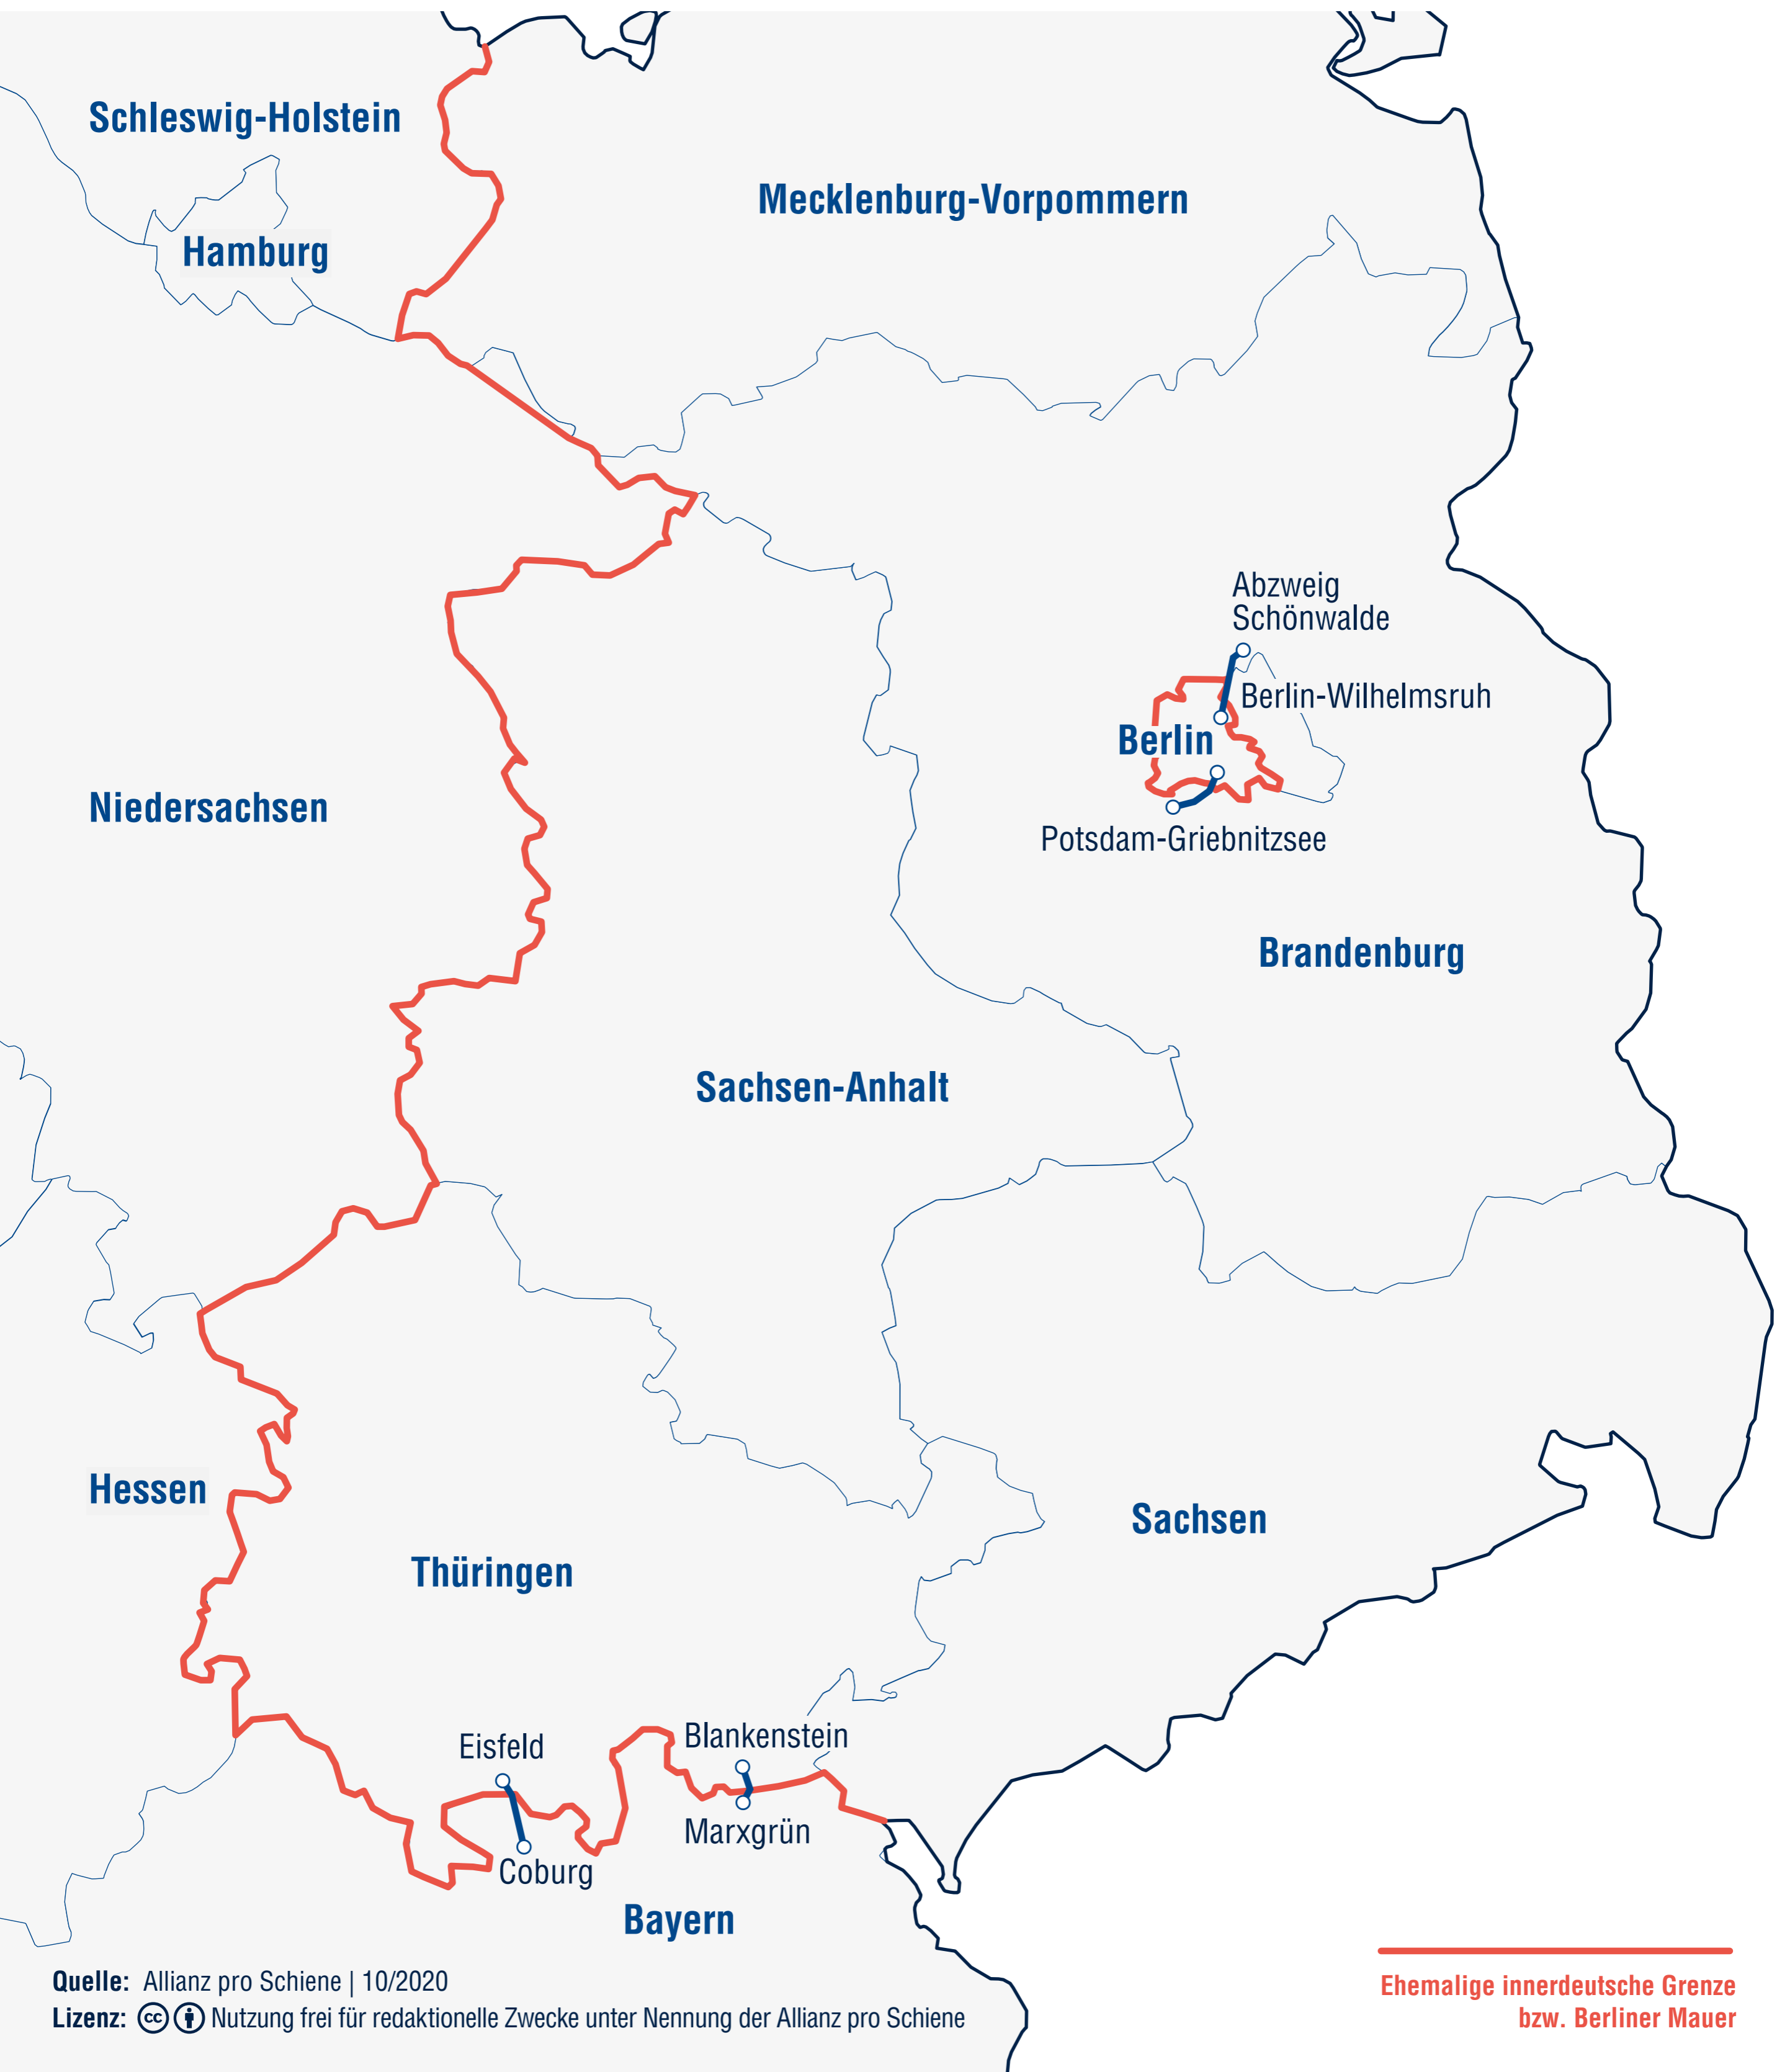 Schleswig-Holstein
Mecklenburg-Vorpommern
Hamburg
Abzweig
Schönwalde
Berlin-Wilhelmsruh
Berlin
Niedersachsen
Potsdam-Griebnitzsee
Brandenburg
Sachsen-Anhalt
Hessen
Sachsen
Thüringen
Blankenstein
Eisfeld
Marxgrün
Coburg
Bayern
Quelle: Allianz pro Schiene | 10/2020
Lizenz: cc Nutzung frei für redaktionelle Zwecke unter Nennung der Allianz pro Schiene
Ehemalige innerdeutsche Grenze
bzw. Berliner Mauer